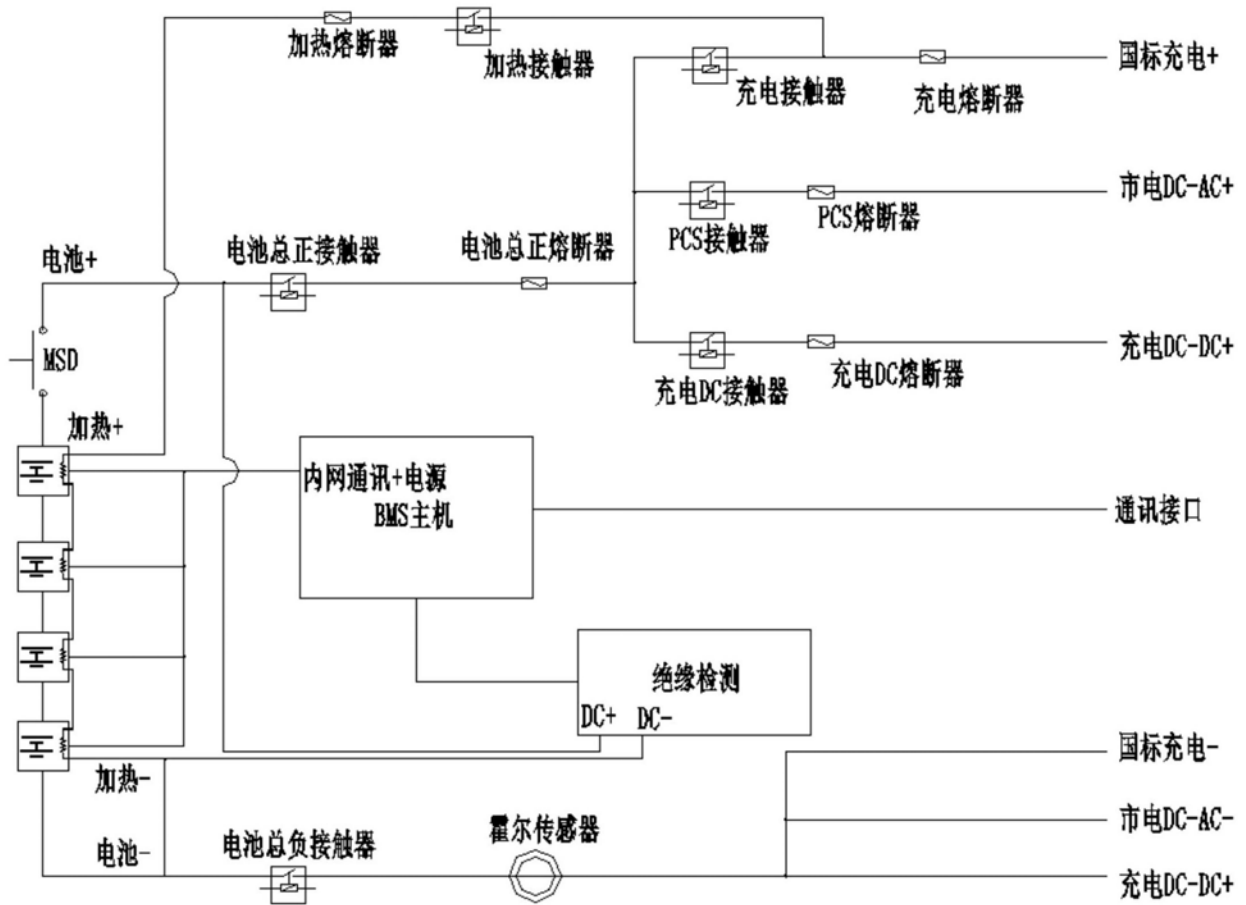 加热熔断器
加热接触器
充电接触器
充电熔断器
国标充电+
市电DC-AC+
PCS接触器
PCS熔断器
电池+
电池总正接触器
电池总正熔断器
MSD
充电DC-DC+
充电DC接触器
充电DC熔断器
加热+
内网通讯+电源
BMS主机
通讯接口
绝缘检测
DC+ DC-
国标充电-
加热-
市电DC-AC-
电池-
电池总负接触器
霍尔传感器
充电DC-DC+